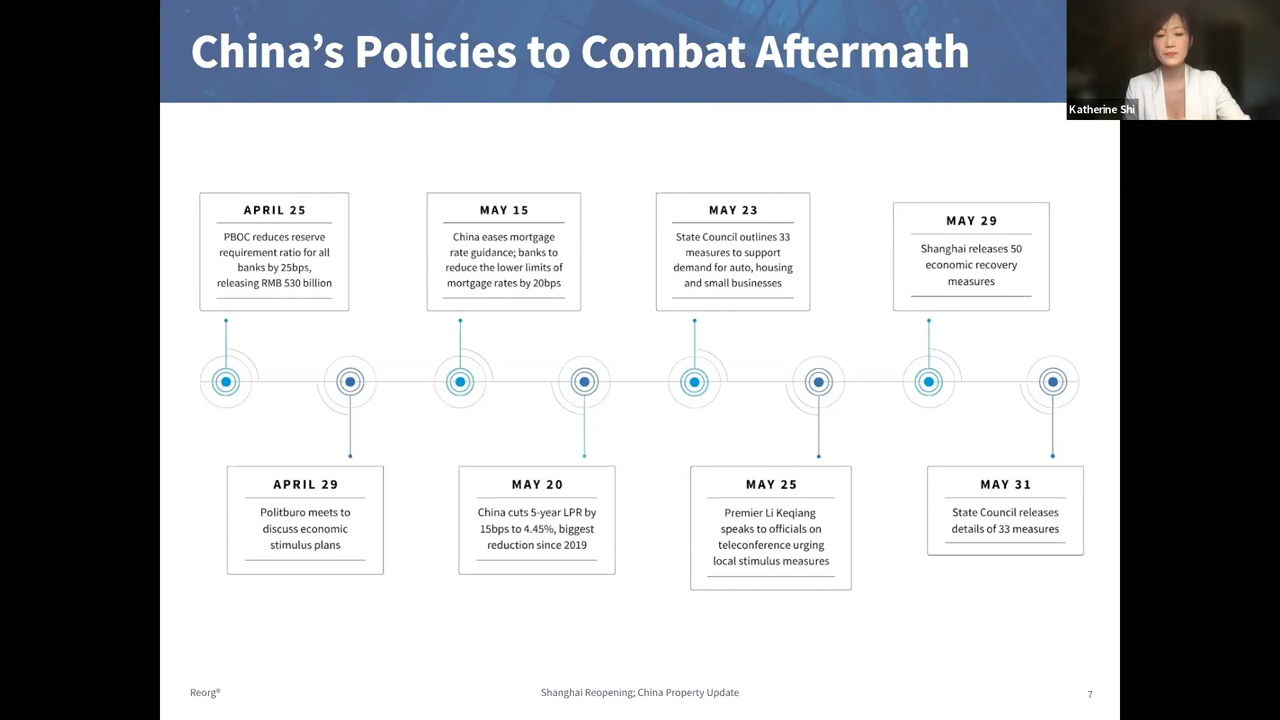 China's Policies to Combat Aftermath
Katherine Shi
APRIL 25
PBOC reduces reserve
requirement ratio for all
banks by 25bps,
releasing RMB 530 billion
MAY 15
China eases mortgage
rate guidance; banks to
reduce the lower limits of
mortgage rates by 20bps
MAY 23
State Council outlines 33
measures to support
demand for auto, housing
and small businesses
MAY 29
Shanghai releases 50
economic recovery
measures
APRIL 29
Politburo meets to
discuss economic
stimulus plans
MAY 20
China cuts 5-year LPR by
15bps to 4.45%, biggest
reduction since 2019
MAY 25
Premier Li Keqiang
speaks to officials on
teleconference urging
local stimulus measures
MAY 31
State Council releases
details of 33 measures
Reorg®
Shanghai Reopening; China Property Update
7